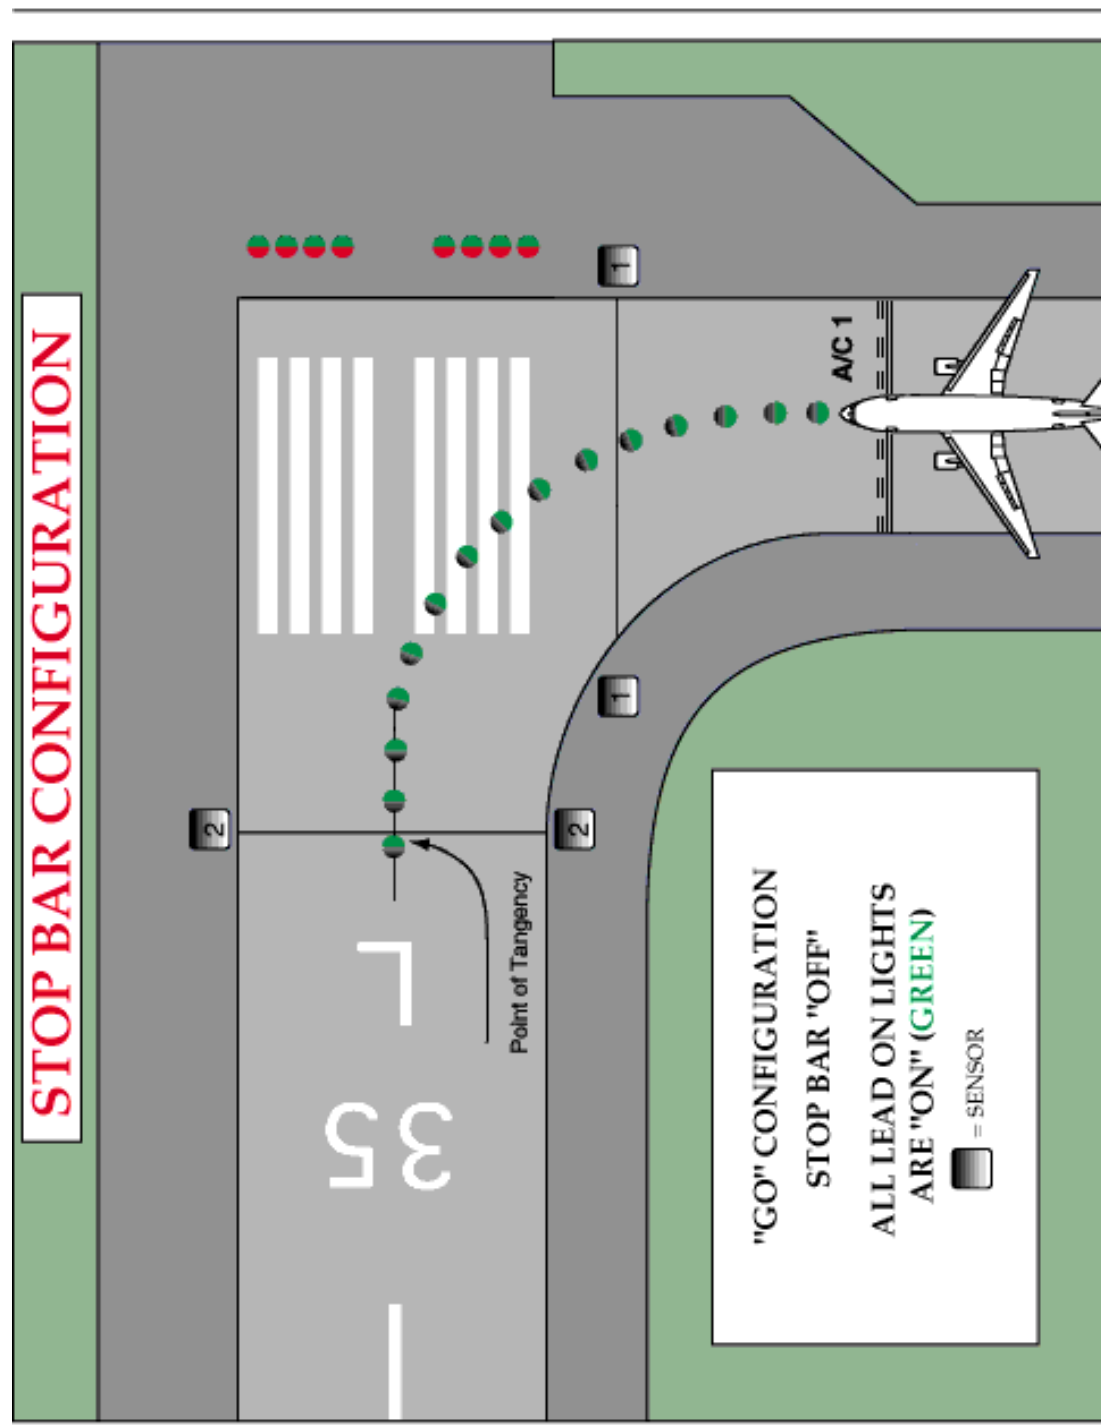 STOP BAR CONFIGURATION
2
1
A/C 1
1
2
Point of Tangency
35 L
"GO" CONFIGURATION
STOP BAR "OFF"
ALL LEAD ON LIGHTS
ARE "ON" (GREEN)
= SENSOR